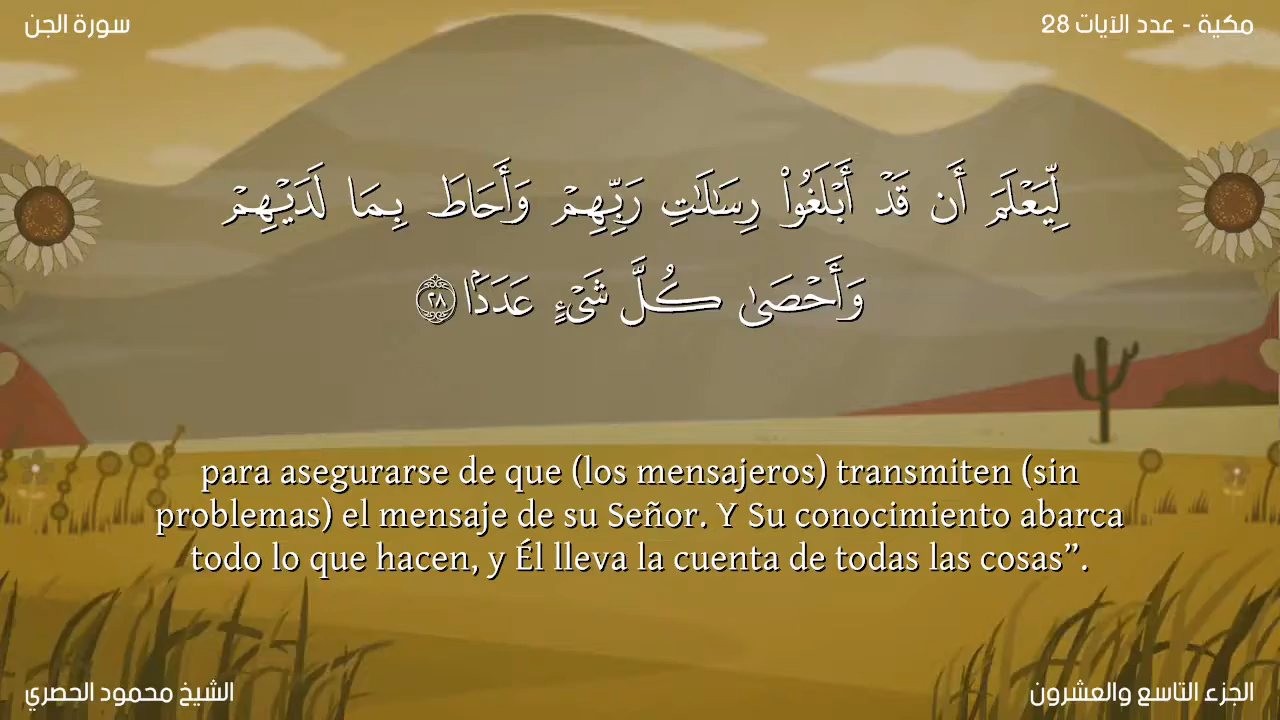 سورة الجن
مكية - عدد الآيات 28
لِّيَعْلَمَ أَن قَدْ أَبْلَغُوا۟ رِسَـٰلَـٰتِ رَبِّهِمْ وَأَحَاطَ بِمَا لَدَيْهِمْ
وَأَحْصَىٰ كُلَّ شَىْءٍ عَدَدًۢا ٢٨
para asegurarse de que (los mensajeros) transmiten (sin
problemas) el mensaje de su Señor. Y Su conocimiento abarca
todo lo que hacen, y Él lleva la cuenta de todas las cosas”.
الشيخ محمود الحصري
الجزء التاسع والعشرون